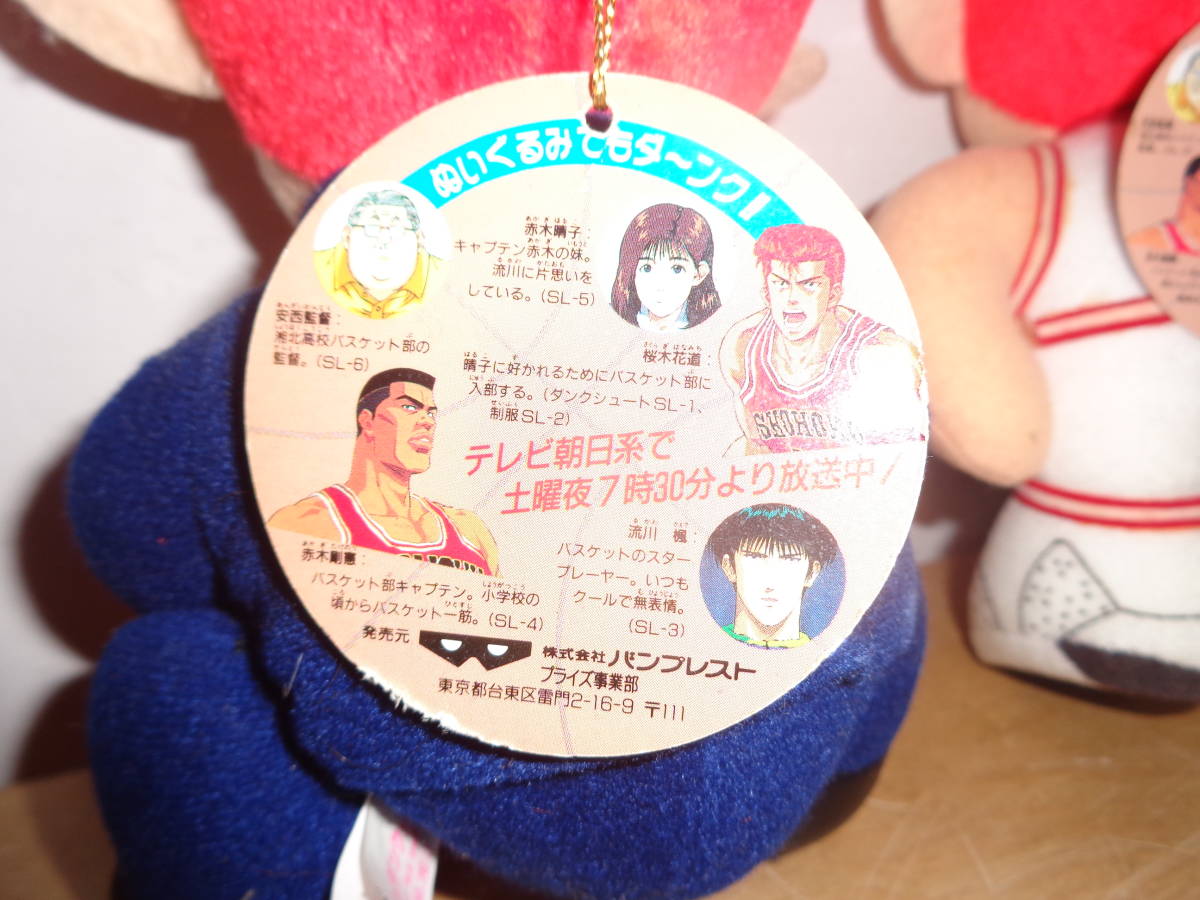 ぬいぐるみでもダ〜ンク!
赤木晴子:
キャプテン赤木の妹。
流川に片思いを
している。(SL-5)
安西監督:
湘北高校バスケット部の
監督。(SL-6)
桜木花道:
晴子に好かれるためにバスケット部に
入部する。(ダンクシュートSL-1、
制服SL-2)
SHOHOKU
テレビ朝日系で
土曜夜7時30分より放送中!
赤木剛憲:
バスケット部キャプテン。小学校の
頃からバスケット一筋。(SL-4)
流川 楓:
バスケットのスター
プレーヤー。いつも
クールで無表情。
(SL-3)
発売元
株式会社バンプレスト
プライズ事業部
東京都台東区雷門2-16-9 〒111